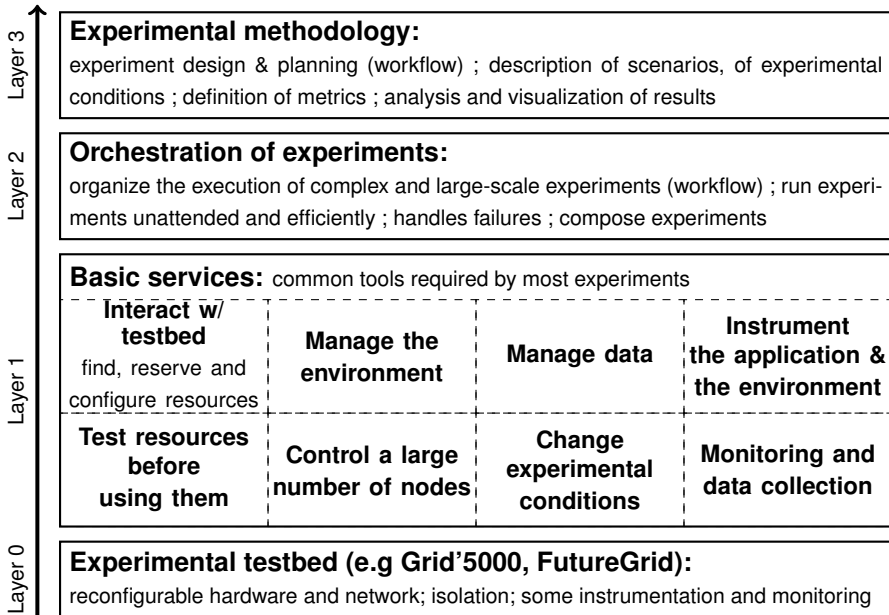 Layer 3
Experimental methodology:
experiment design & planning (workflow) ; description of scenarios, of experimental
conditions ; definition of metrics ; analysis and visualization of results
Layer 2
Orchestration of experiments:
organize the execution of complex and large-scale experiments (workflow) ; run experi-
ments unattended and efficiently ; handles failures ; compose experiments
Layer 1
Basic services: common tools required by most experiments
Interact w/
testbed
find, reserve and
configure resources
Manage the
environment
Manage data
Instrument
the application &
the environment
Test resources
before
using them
Control a large
number of nodes
Change
experimental
conditions
Monitoring and
data collection
Layer 0
Experimental testbed (e.g Grid'5000, FutureGrid):
reconfigurable hardware and network; isolation; some instrumentation and monitoring